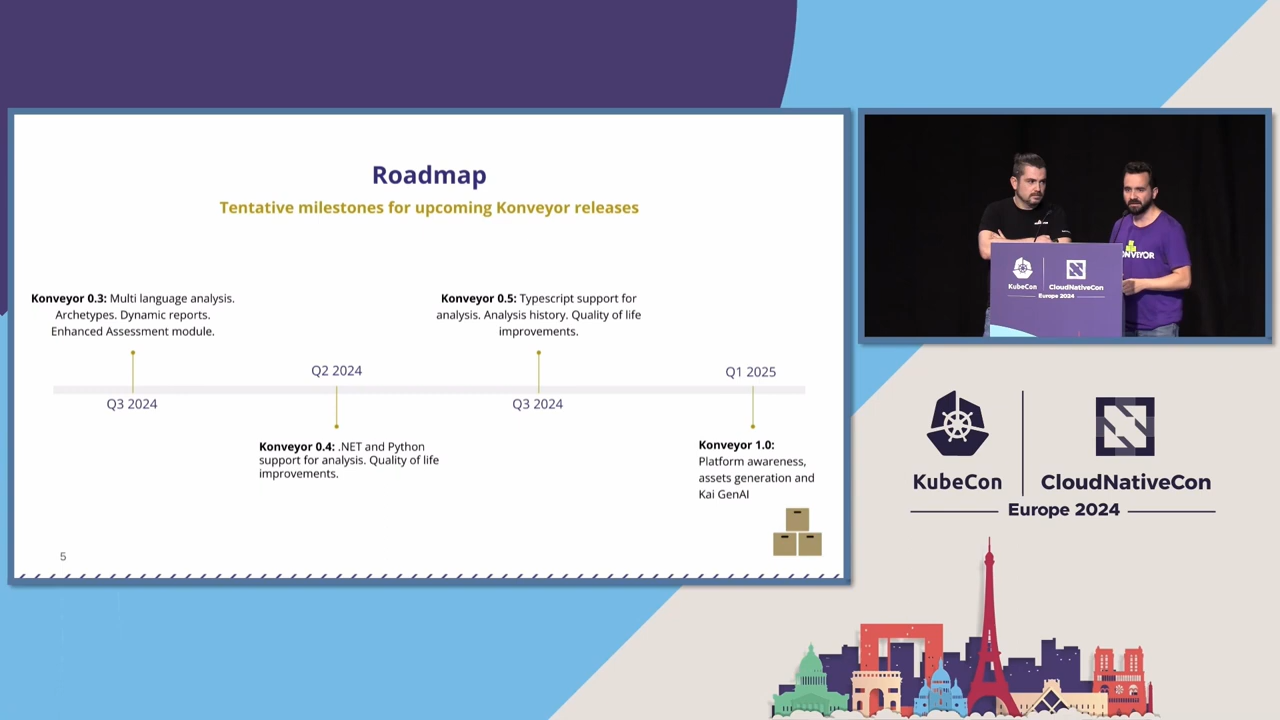 Roadmap
Tentative milestones for upcoming Konveyor releases
Konveyor 0.3: Multi language analysis.
Archetypes. Dynamic reports.
Enhanced Assessment module.
Q3 2024
Q2 2024
Konveyor 0.4: .NET and Python
support for analysis. Quality of life
improvements.
Konveyor 0.5: Typescript support for
analysis. Analysis history. Quality of life
improvements.
Q3 2024
Q1 2025
Konveyor 1.0:
Platform awareness,
assets generation and
Kai GenAI
5
KONVEYOR
KubeCon
CloudNativeCon
Europe 2024
KubeCon
CloudNativeCon
Europe 2024